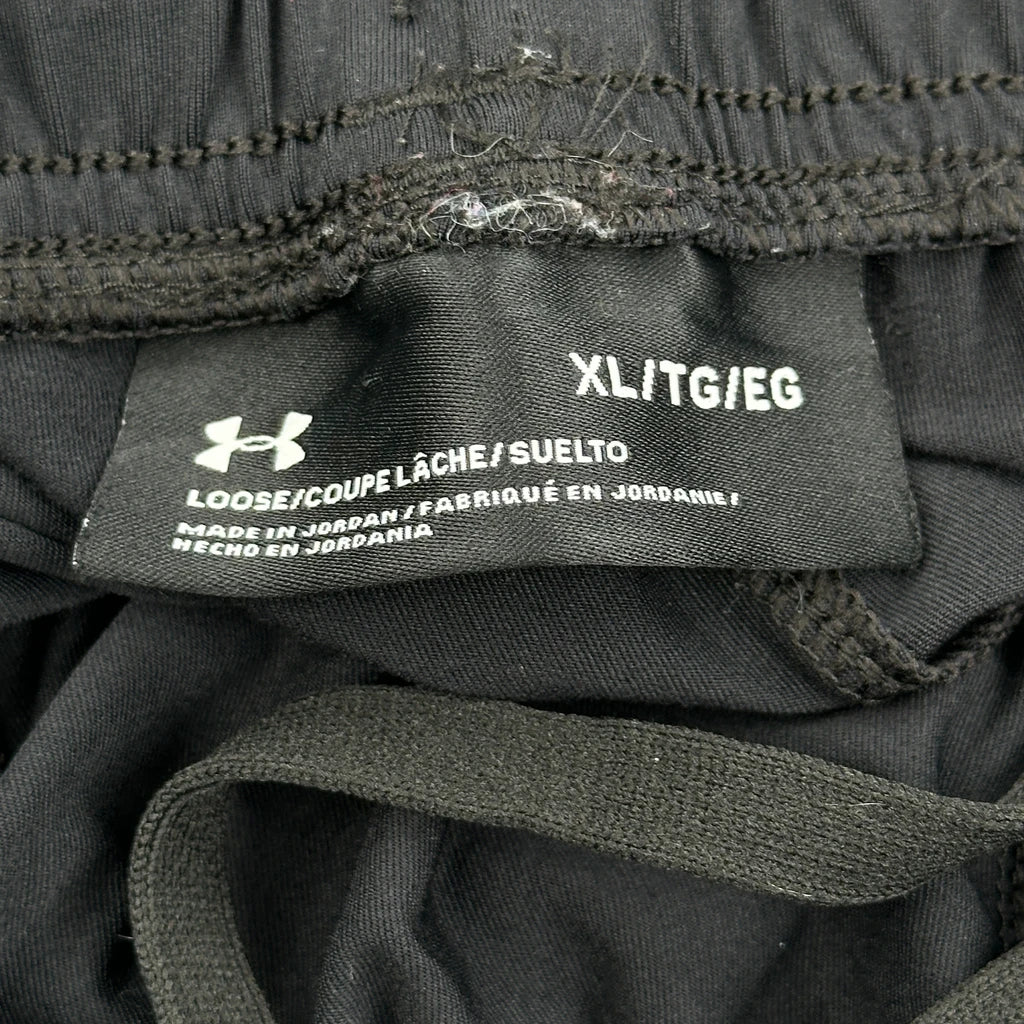 XL/TG/EG
LOOSE/COUPE LÂCHE/SUELTO
MADE IN JORDAN/FABRIQUÉ EN JORDANIE/
HECHO EN JORDANIA